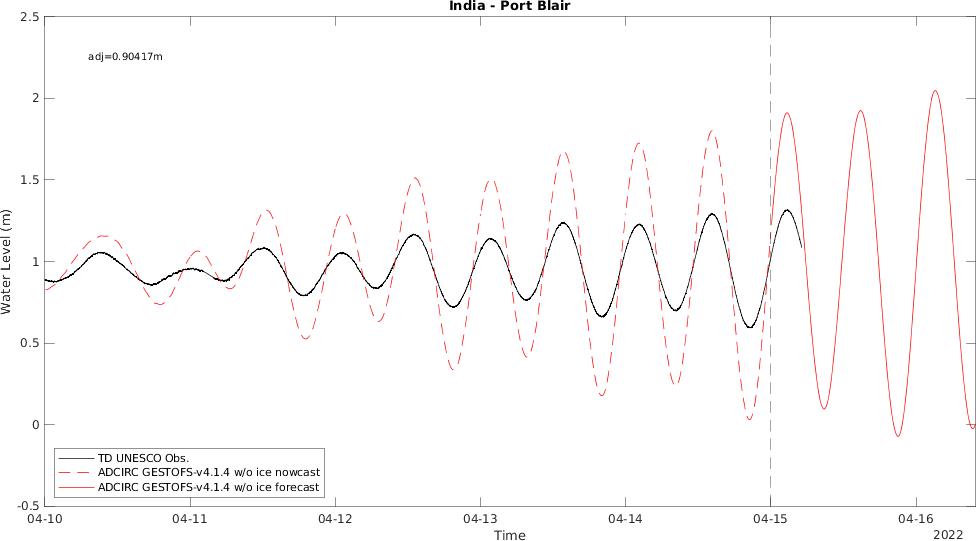 India - Port Blair
2.5
adj=0.90417m
2
1.5
1
0.5
0
-0.5
Water Level (m)
TD UNESCO Obs.
ADCIRC GESTOFS-v4.1.4 w/o ice nowcast
ADCIRC GESTOFS-v4.1.4 w/o ice forecast
04-10 04-11 04-12 04-13 04-14 04-15 04-16
Time
2022